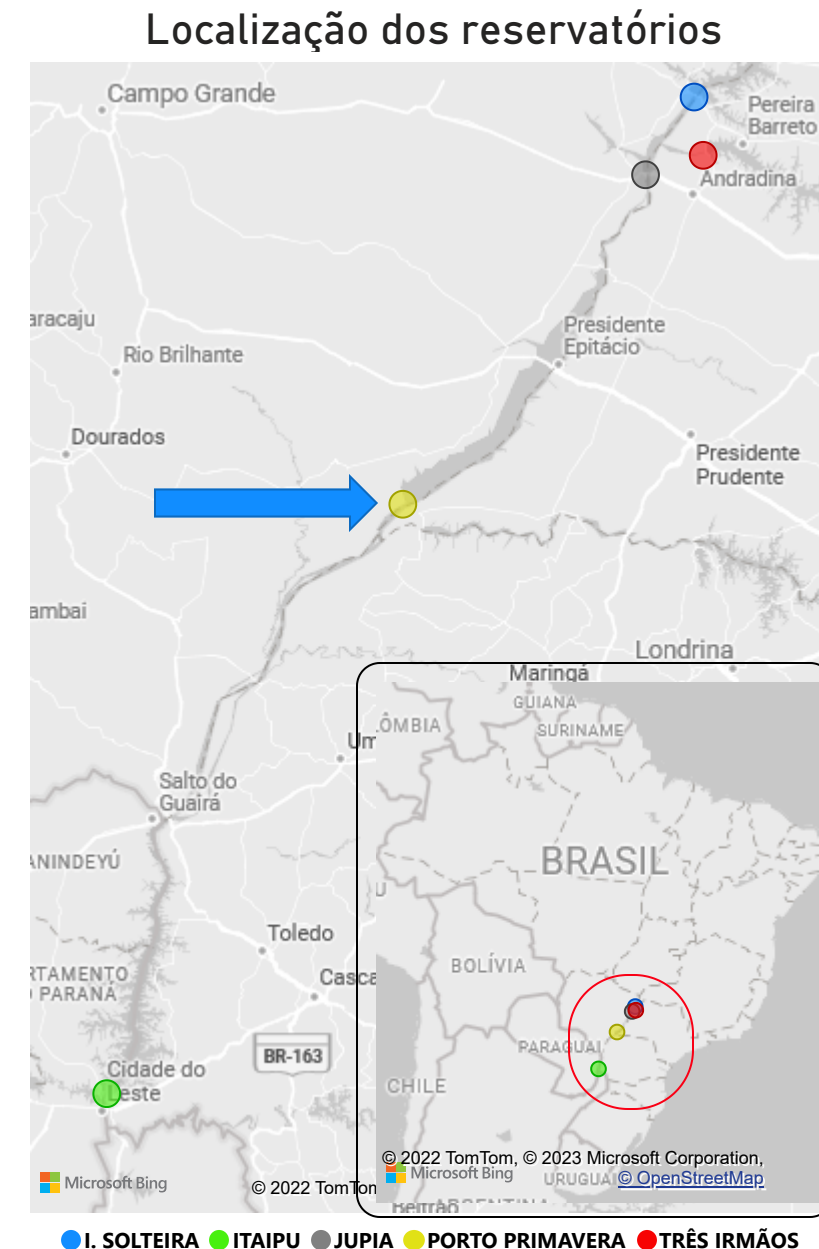 Localização dos reservatórios
Campo Grande
Pereira
Barreto
Andradina
aracaju
Presidente
Epitácio
Rio Brilhante
Dourados
Presidente
Prudente
ambai
Londrina
Maringá
GUIANA
ÔMBIA
SURINAME
Um
Salto do
Guairá
BRASIL
ANINDEYÚ
U
Toledo
BOLÍVIA
RTAMENTO
PARANÁ
Casca
PARAGUAI
BR-163
Cidade do
Leste
CHILE
© 2022 TomTom, © 2023 Microsoft Corporation,
Microsoft Bing
URUGUAI
© OpenStreetMap
Microsoft Bing
© 2022 TomTom
ARGENTINA
Beltrão
I. SOLTEIRA ITAIPU JUPIA PORTO PRIMAVERA TRÊS IRMÃOS